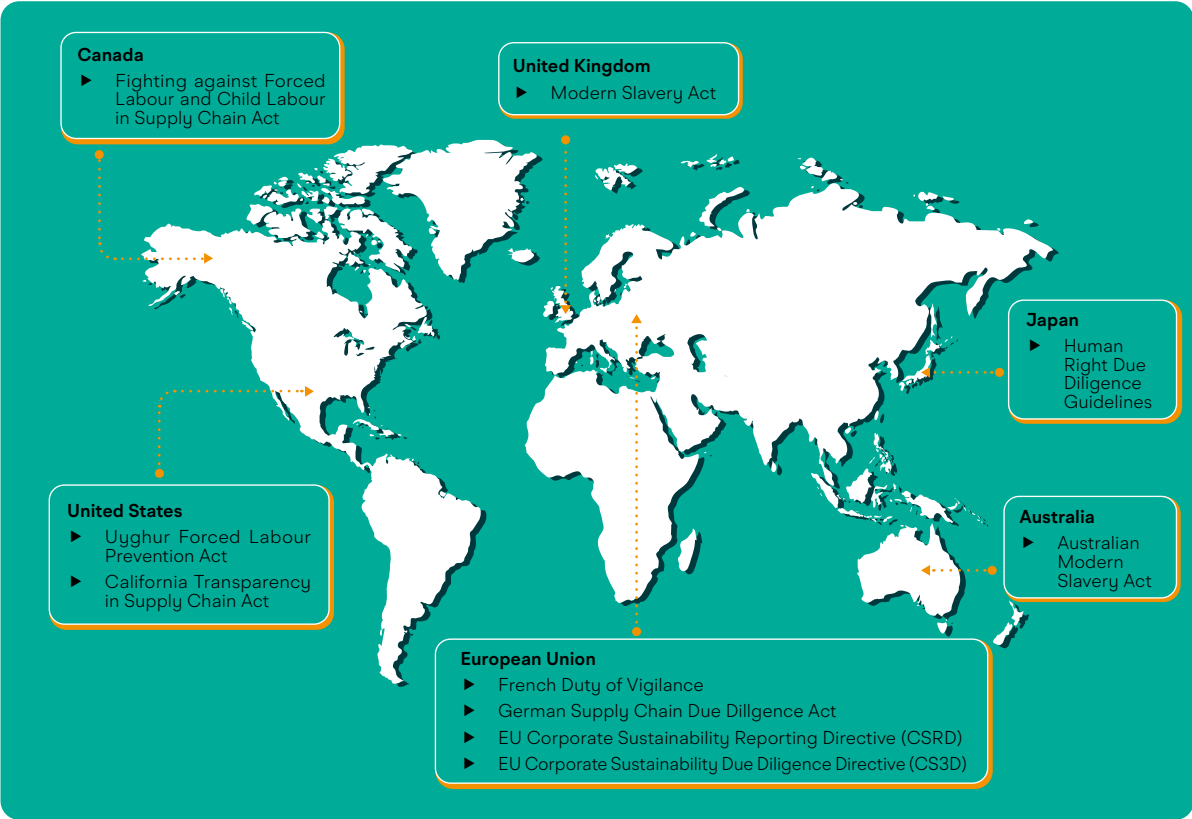 Canada
▶ Fighting against Forced
Labour and Child Labour
in Supply Chain Act
United Kingdom
▶ Modern Slavery Act
Japan
▶ Human
Right Due
Diligence
Guidelines
United States
▶ Uyghur Forced Labour
Prevention Act
▶ California Transparency
in Supply Chain Act
Australia
▶ Australian
Modern
Slavery Act
European Union
▶ French Duty of Vigilance
▶ German Supply Chain Due Dillgence Act
▶ EU Corporate Sustainability Reporting Directive (CSRD)
▶ EU Corporate Sustainability Due Diligence Directive (CS3D)